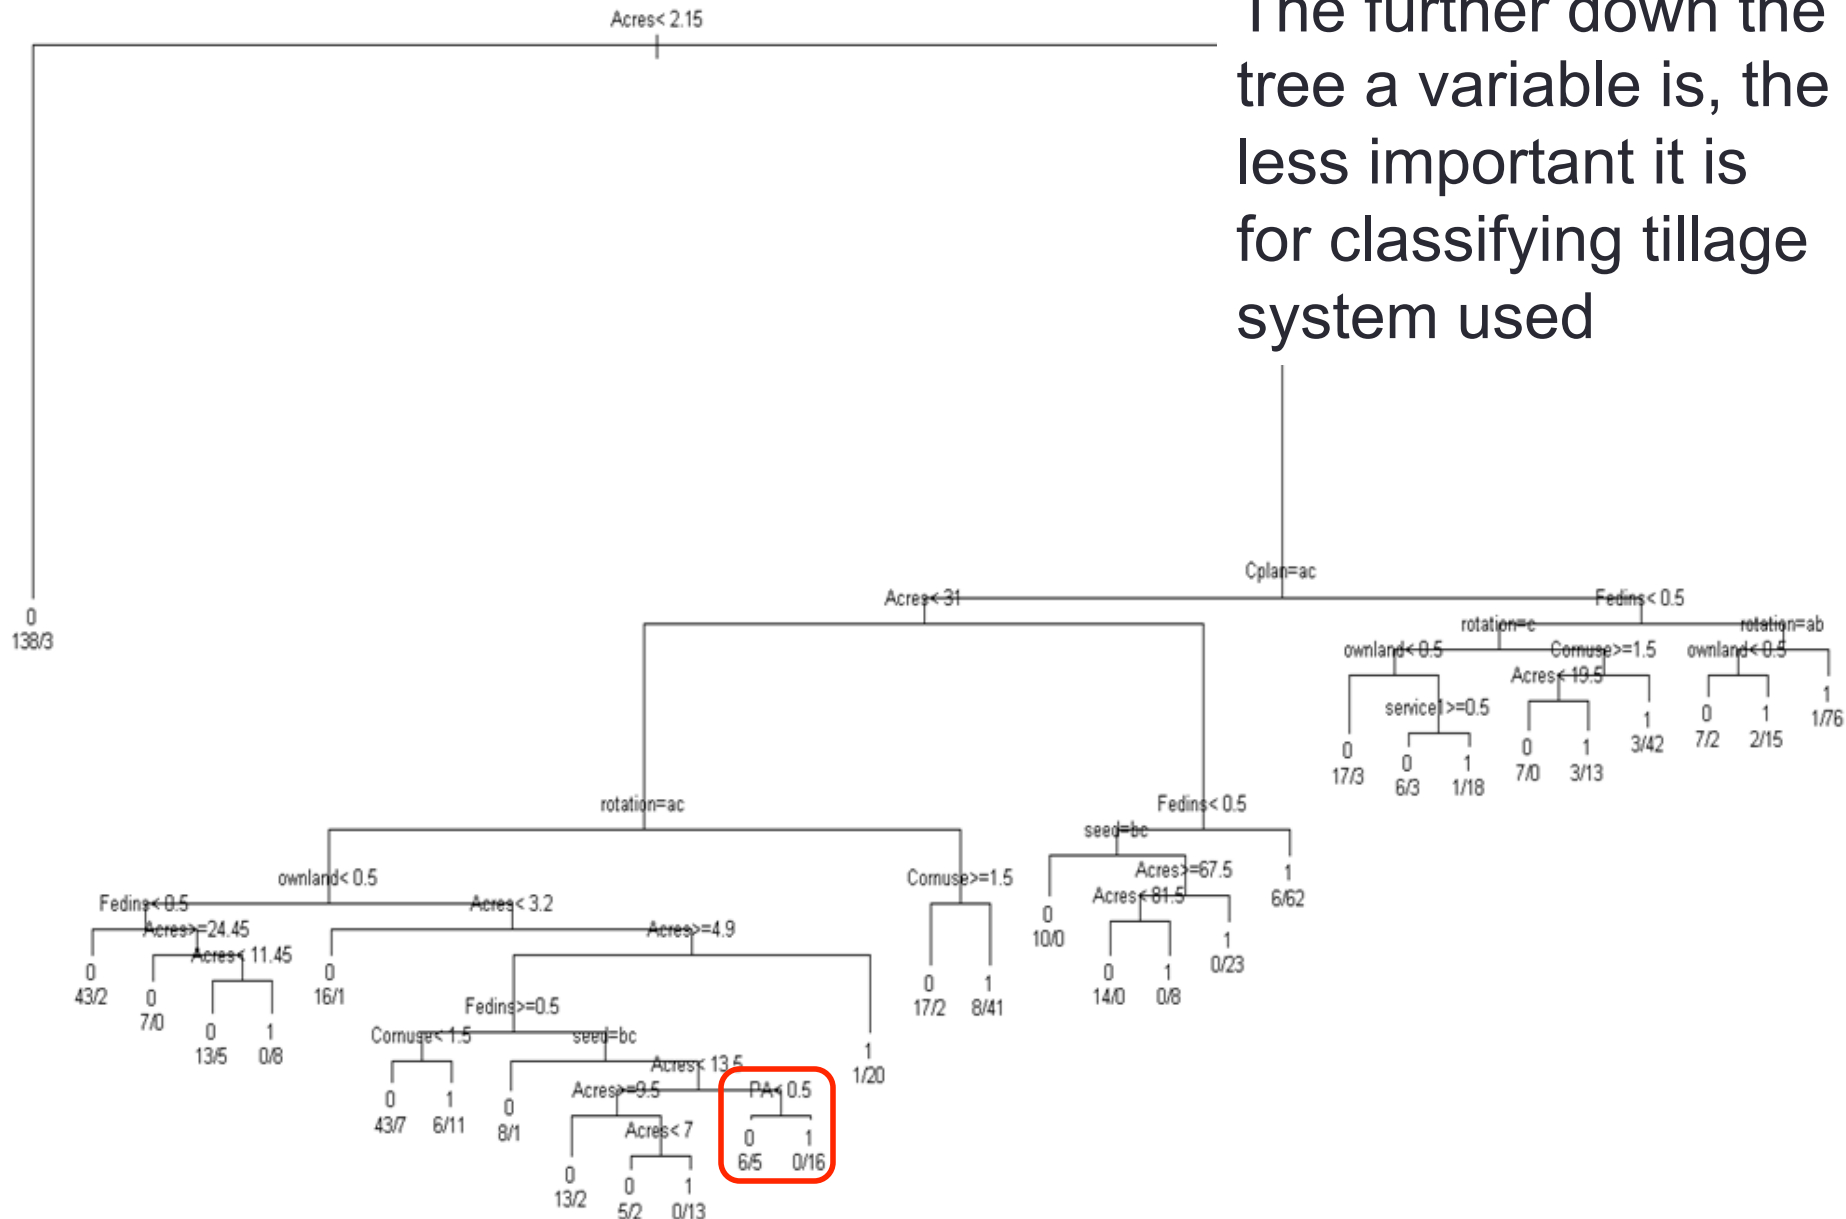 Acres< 2.15
The further down the
tree a variable is, the
less important it is
for classifying tillage
system used
0
138/3
Cplan=ac
Acres< 31
Fedins< 0.5
rotation=c
rotation=ab
ownland< 0.5
Cornuse>=1.5
ownland< 0.5
Acres< 19.5
service1>=0.5
0
17/3
0
6/3
1
1/18
0
7/0
1
3/13
1
3/42
0
7/2
1
2/15
1
1/76
rotation=ac
Fedins< 0.5
seed=bc
Acres>=67.5
Acres< 81.5
0
10/0
0
14/0
1
0/8
1
0/23
1
6/62
ownland< 0.5
Cornuse>=1.5
Fedins< 0.5
Acres< 3.2
Acres>=24.45
Acres>=4.9
Acres< 11.45
0
43/2
0
7/0
0
13/5
1
0/8
0
16/1
0
17/2
1
8/41
Fedins>=0.5
Cornuse< 1.5
seed=bc
Acres< 13.5
1
1/20
Acres>=9.5
PA< 0.5
0
43/7
1
6/11
0
8/1
Acres< 7
0
6/5
1
0/16
0
13/2
0
5/2
1
0/13